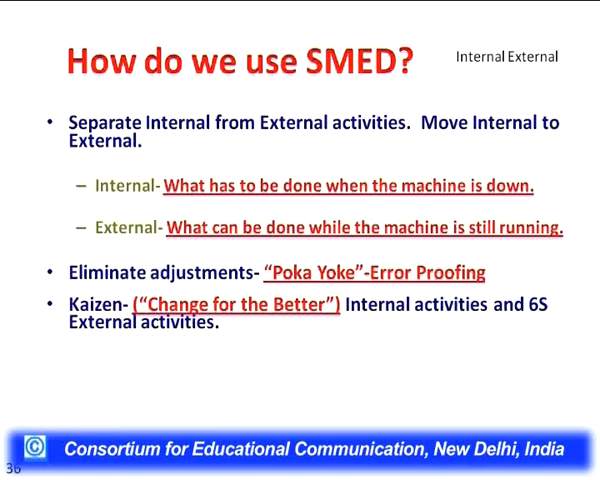 How do we use SMED?
Internal External
• Separate Internal from External activities. Move Internal to
External.
– Internal- What has to be done when the machine is down.
– External- What can be done while the machine is still running.
• Eliminate adjustments- “Poka Yoke”-Error Proofing
• Kaizen- (“Change for the Better”) Internal activities and 6S
External activities.
© Consortium for Educational Communication, New Delhi, India
36